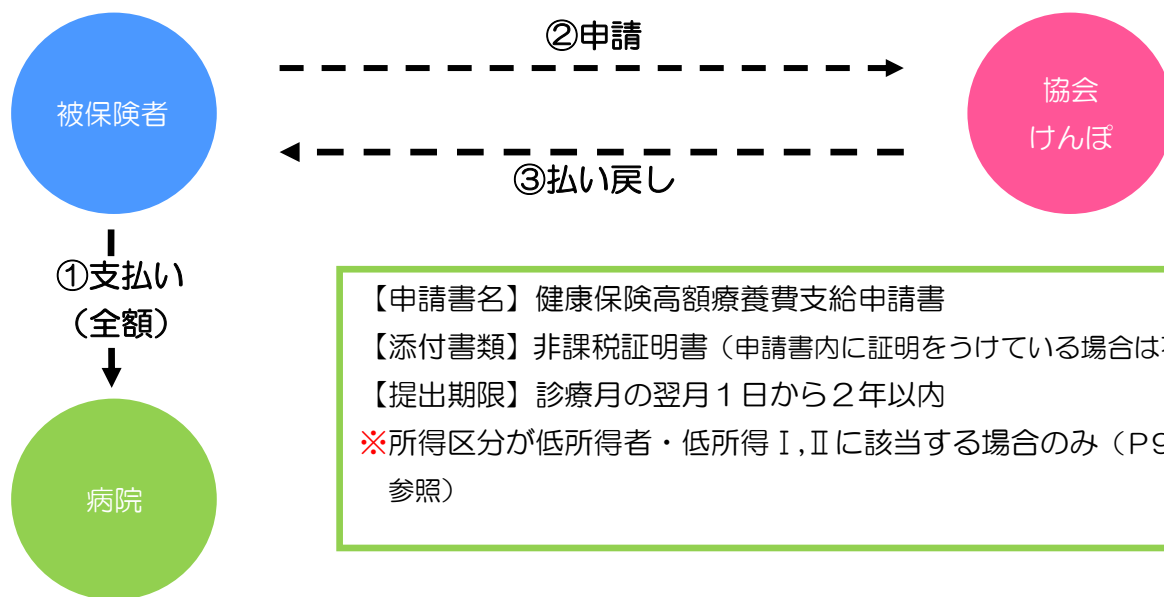 ②申請
被保険者
協会
けんぽ
③払い戻し
①支払い
（全額）
病院
【申請書名】健康保険高額療養費支給申請書
【添付書類】非課税証明書（申請書内に証明をうけている場合は
【提出期限】診療月の翌月１日から２年以内
※所得区分が低所得者・低所得Ⅰ,Ⅱに該当する場合のみ（Ｐ９
参照）